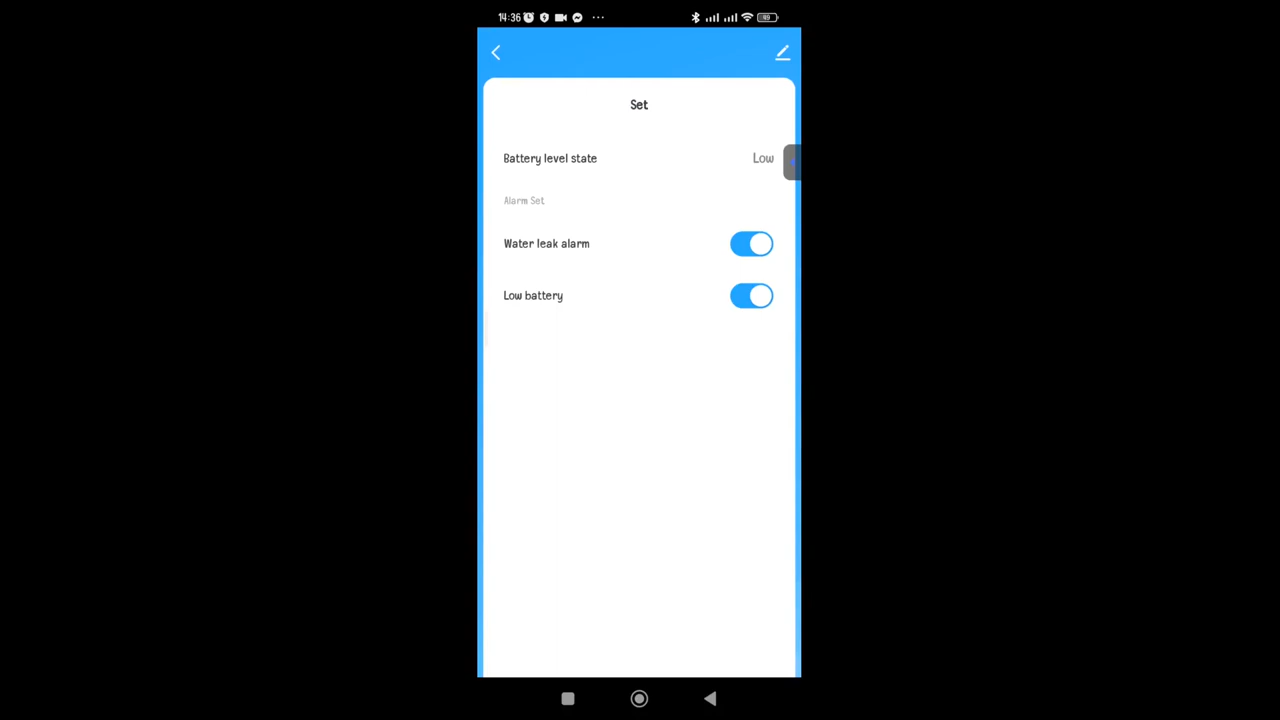 14:36
Set
Battery level state Low
Alarm Set
Water leak alarm
Low battery